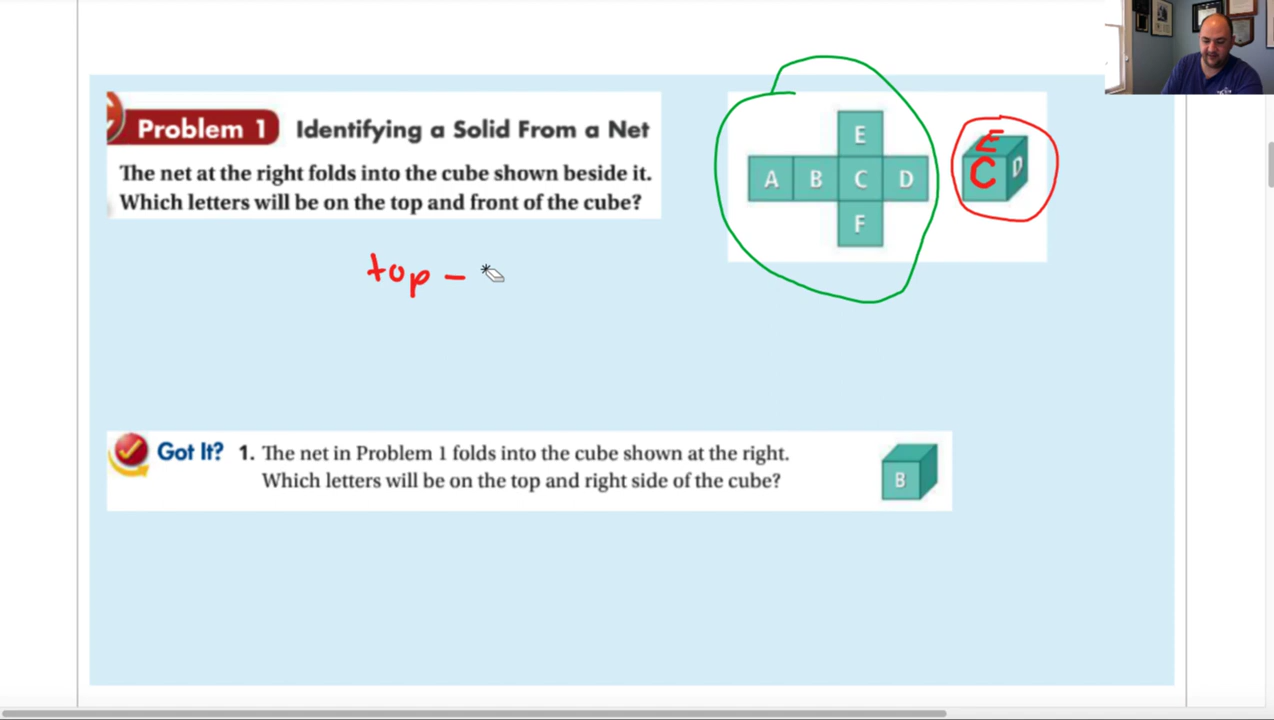 Problem 1 Identifying a Solid From a Net
The net at the right folds into the cube shown beside it.
Which letters will be on the top and front of the cube?
E
A B C D
F
E
C D
top -
Got It? 1. The net in Problem 1 folds into the cube shown at the right.
Which letters will be on the top and right side of the cube?
B